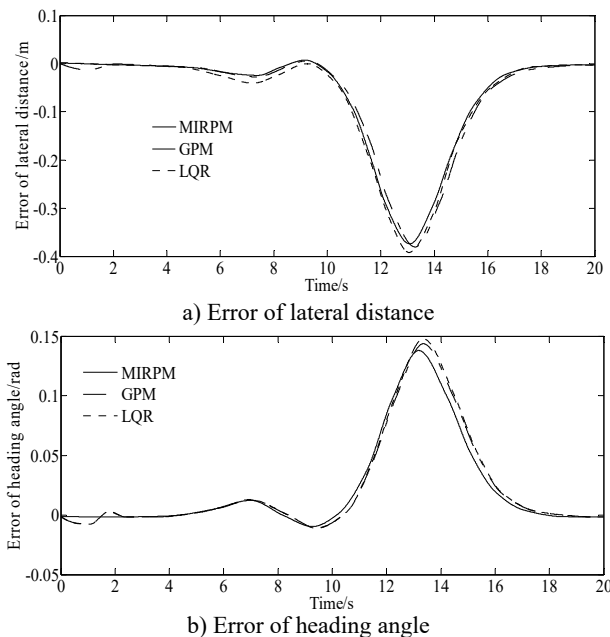 0.1
0
-0.1
-0.2
-0.3
-0.4
Error of lateral distance /m
MIRPM
GPM
LQR
0 2 4 6 8 10 12 14 16 18 20
Time/s
a) Error of lateral distance
0.15
0.1
0.05
0
-0.05
Error of heading angle/rad
MIRPM
GPM
LQR
0 2 4 6 8 10 12 14 16 18 20
Time/s
b) Error of heading angle